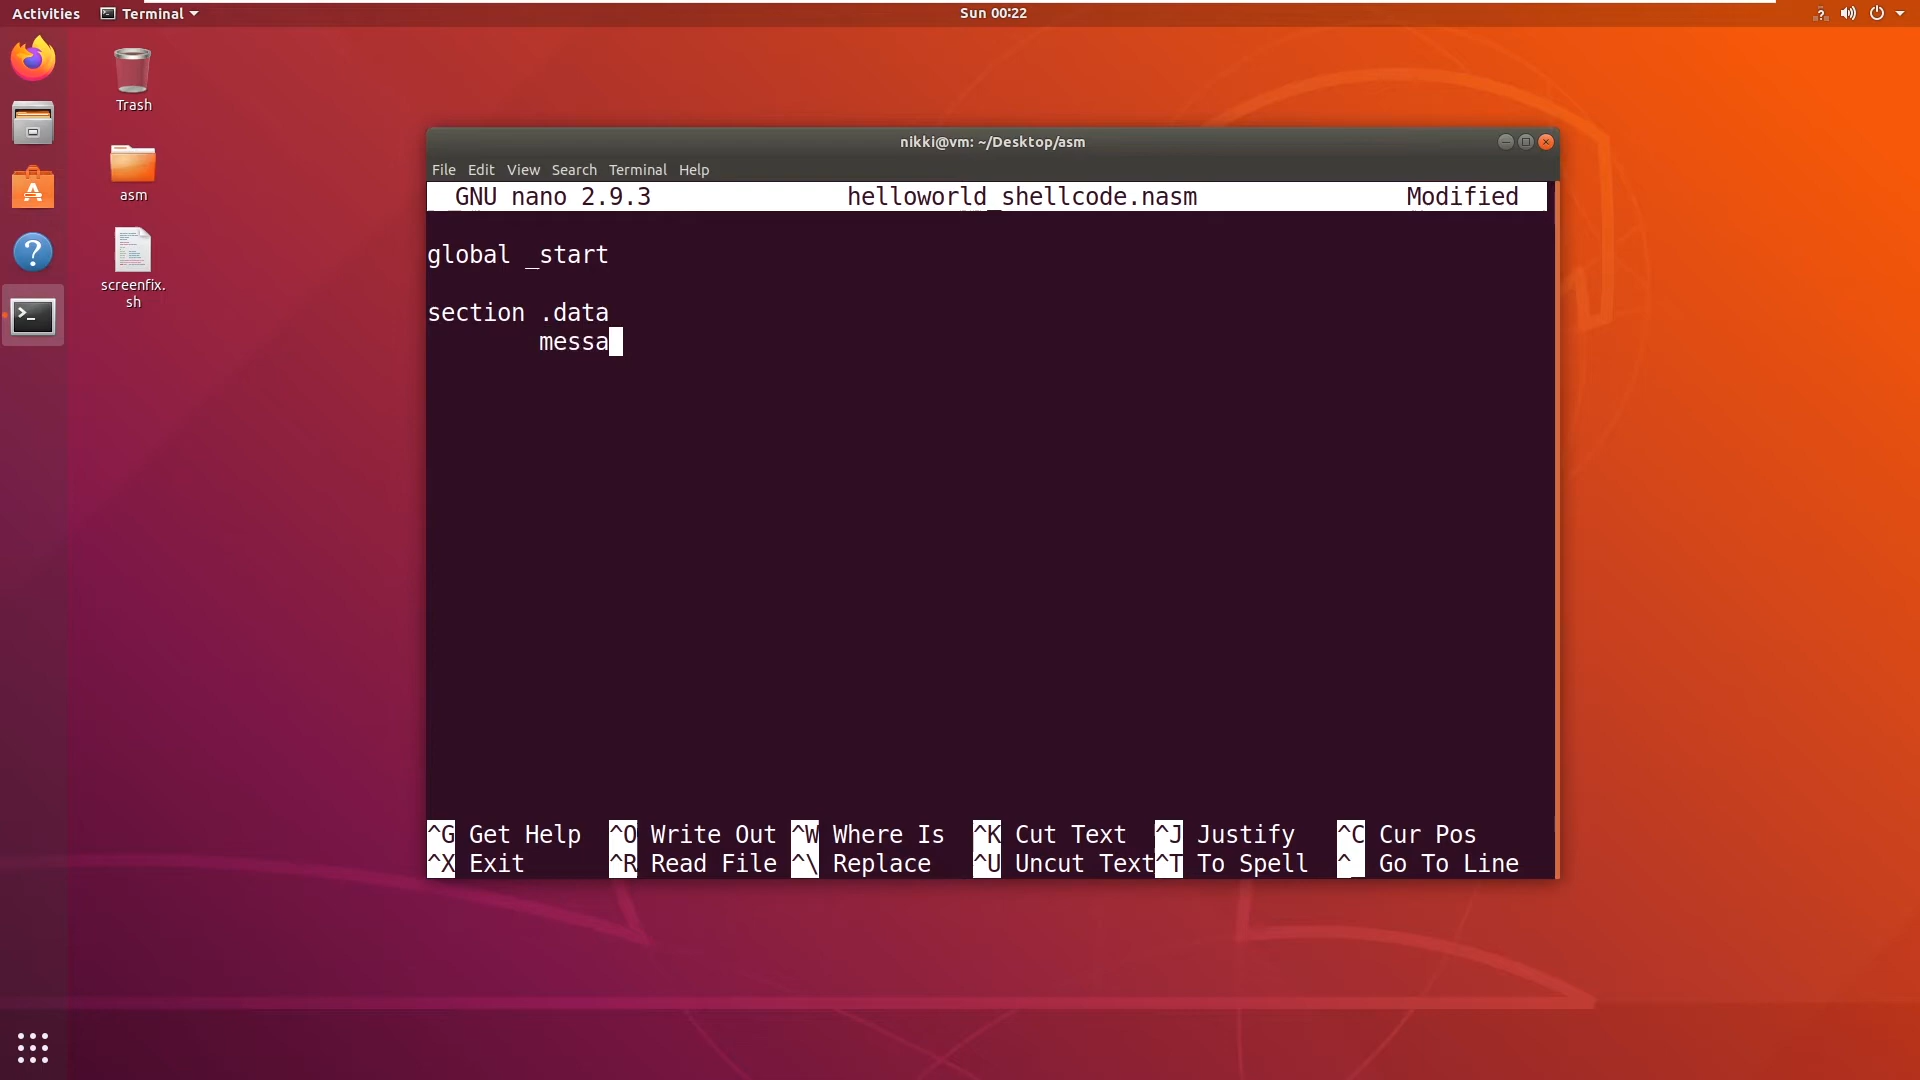 Activities Terminal Sun 00:22
Trash
asm
screenfix.
sh
nikki@vm: ~/Desktop/asm
File Edit View Search Terminal Help
GNU nano 2.9.3 helloworld_shellcode.nasm Modified
global _start
section .data
messa
^G Get Help ^O Write Out ^W Where Is ^K Cut Text ^J Justify ^C Cur Pos
^X Exit ^R Read File ^\ Replace ^U Uncut Text ^T To Spell ^_ Go To Line